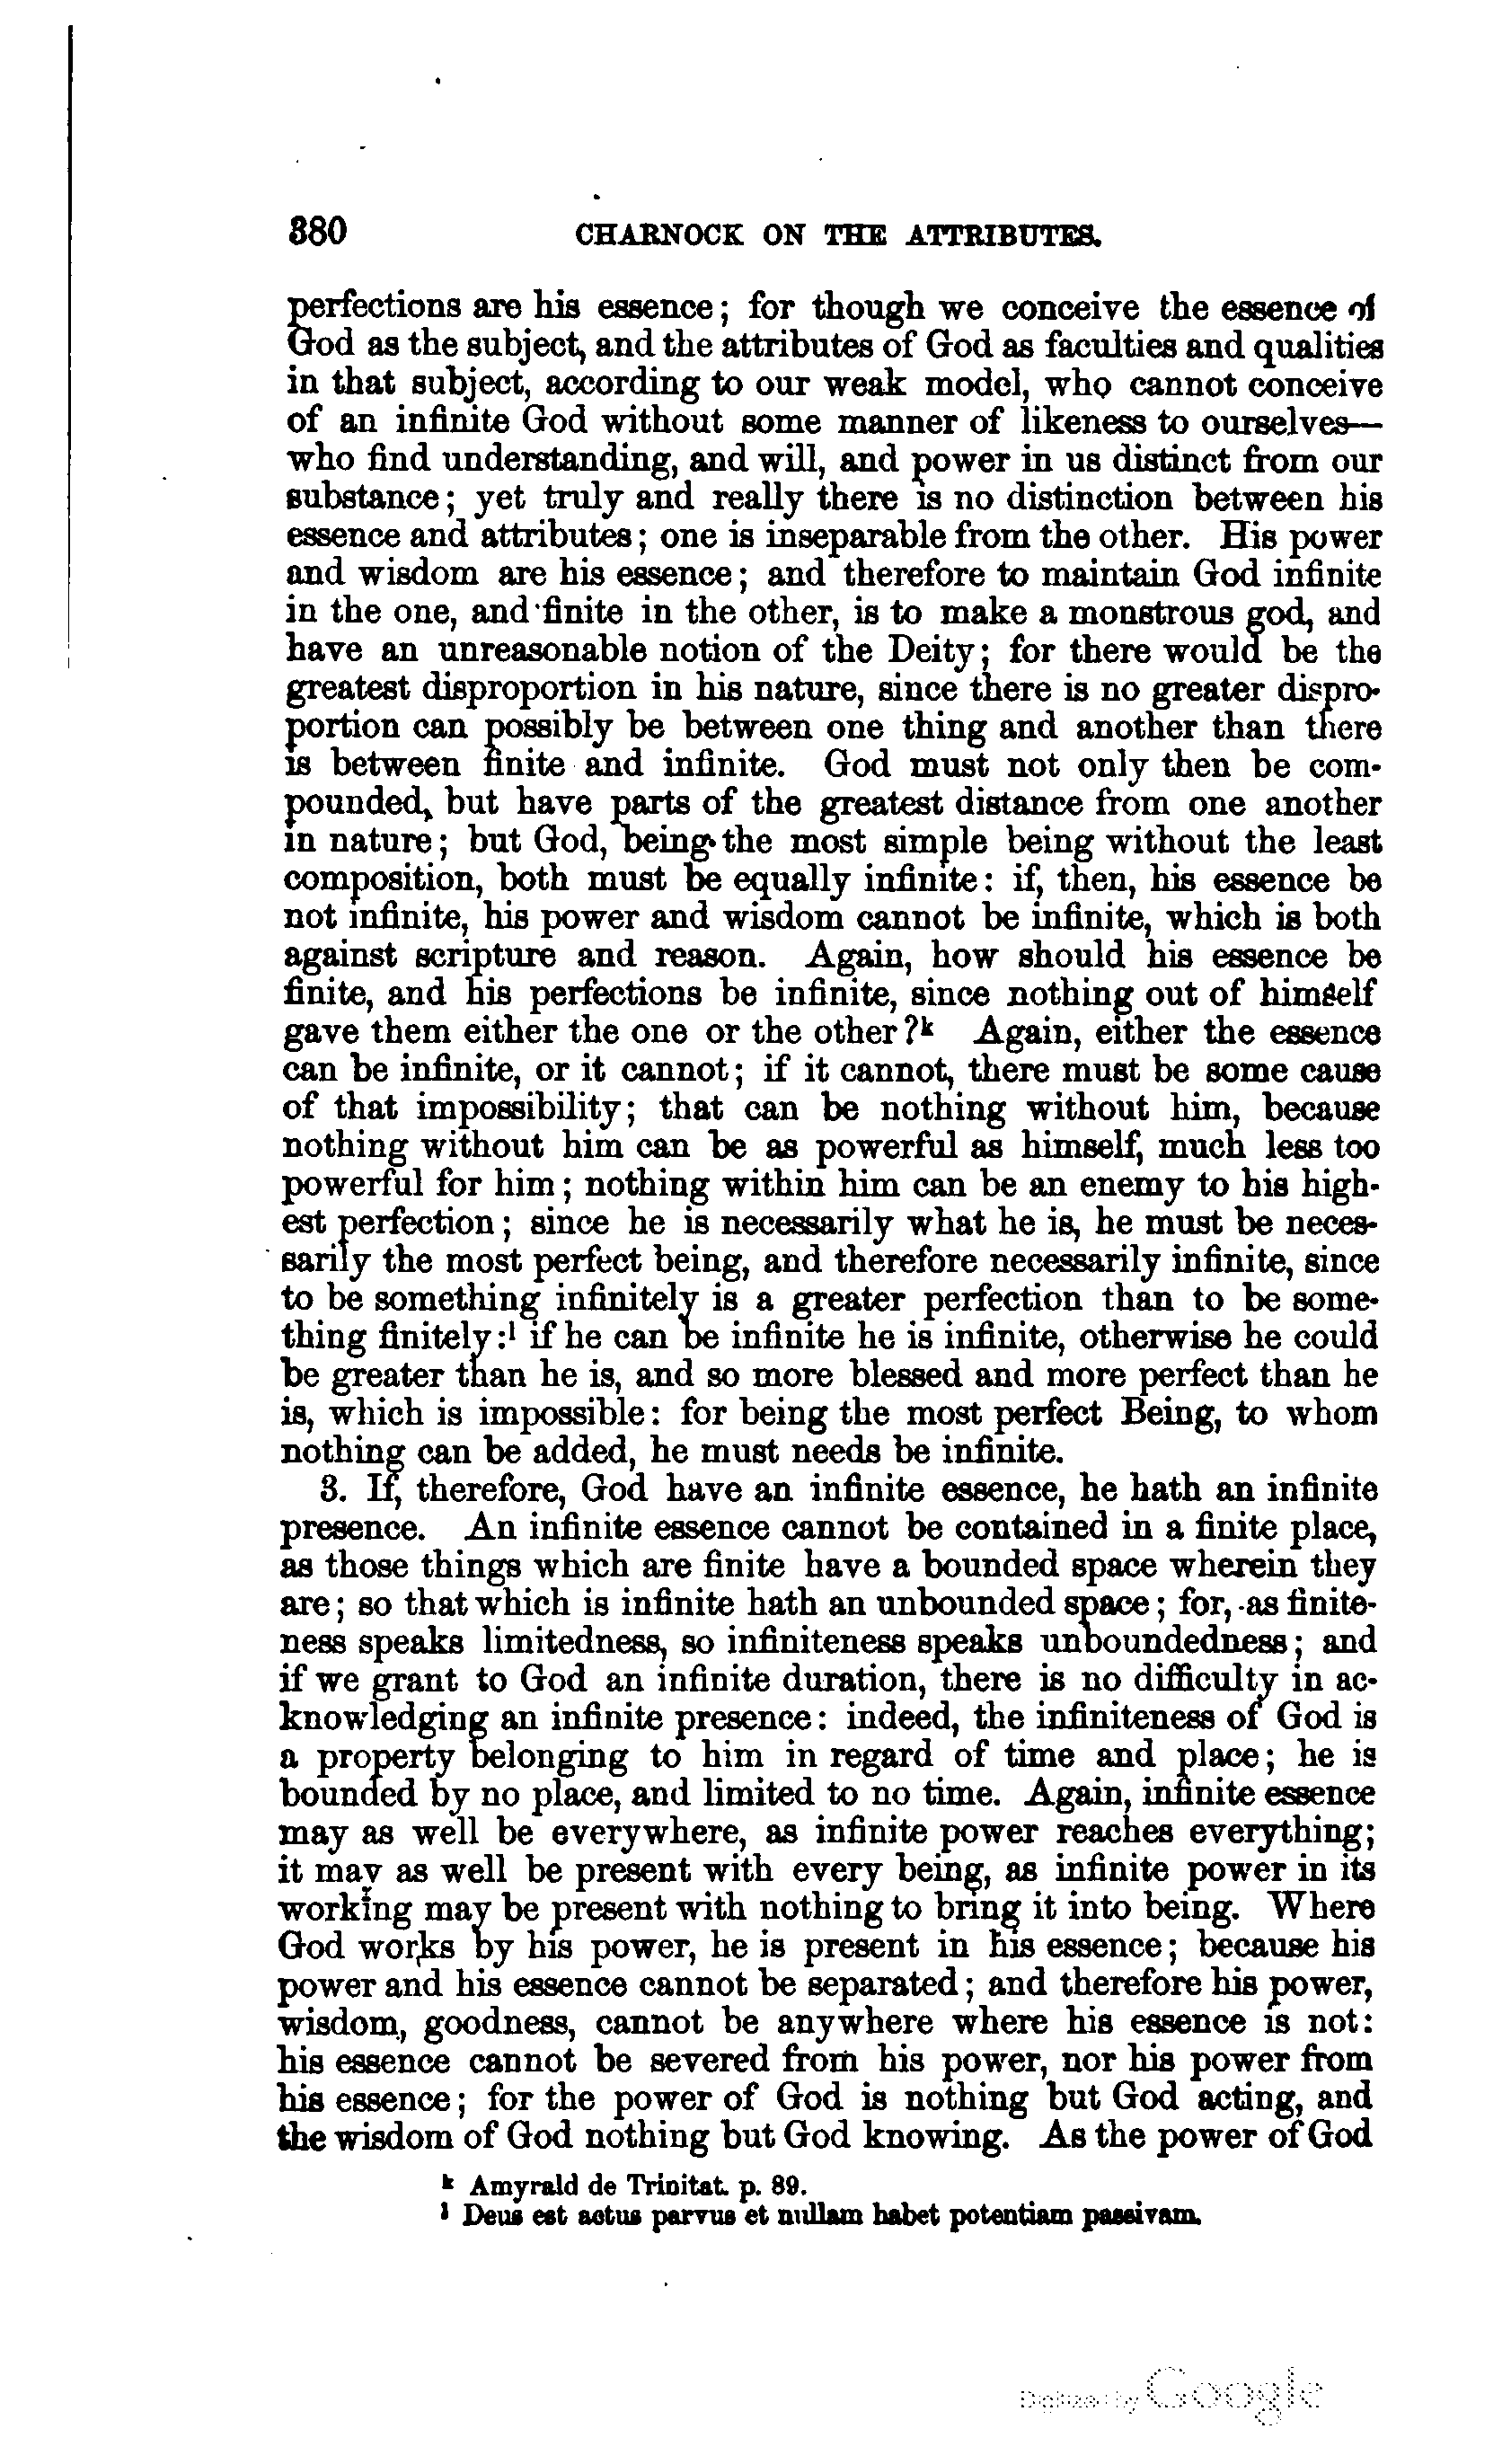 380 CHARNOCK ON THE ATTRIBUTES.
perfections are his essence; for though we conceive the essence of
God as the subject, and the attributes of God as faculties and qualities
in that subject, according to our weak model, who cannot conceive
of an infinite God without some manner of likeness to ourselves—
who find understanding, and will, and power in us distinct from our
substance; yet truly and really there is no distinction between his
essence and attributes; one is inseparable from the other. His power
and wisdom are his essence; and therefore to maintain God infinite
in the one, and finite in the other, is to make a monstrous god, and
have an unreasonable notion of the Deity; for there would be the
greatest disproportion in his nature, since there is no greater dispro-
portion can possibly be between one thing and another than there
is between finite and infinite. God must not only then be com-
pounded, but have parts of the greatest distance from one another
in nature; but God, being the most simple being without the least
composition, both must be equally infinite: if, then, his essence be
not infinite, his power and wisdom cannot be infinite, which is both
against scripture and reason. Again, how should his essence be
finite, and his perfections be infinite, since nothing out of himself
gave them either the one or the other?k Again, either the essence
can be infinite, or it cannot; if it cannot, there must be some cause
of that impossibility; that can be nothing without him, because
nothing without him can be as powerful as himself, much less too
powerful for him; nothing within him can be an enemy to his high-
est perfection; since he is necessarily what he is, he must be neces-
sarily the most perfect being, and therefore necessarily infinite, since
to be something infinitely is a greater perfection than to be some-
thing finitely:l if he can be infinite he is infinite, otherwise he could
be greater than he is, and so more blessed and more perfect than he
is, which is impossible: for being the most perfect Being, to whom
nothing can be added, he must needs be infinite.
3. If, therefore, God have an infinite essence, he hath an infinite
presence. An infinite essence cannot be contained in a finite place,
as those things which are finite have a bounded space wherein they
are; so that which is infinite hath an unbounded space; for, as finite-
ness speaks limitedness, so infiniteness speaks unboundedness; and
if we grant to God an infinite duration, there is no difficulty in ac-
knowledging an infinite presence: indeed, the infiniteness of God is
a property belonging to him in regard of time and place; he is
bounded by no place, and limited to no time. Again, infinite essence
may as well be everywhere, as infinite power reaches everything;
it may as well be present with every being, as infinite power in its
working may be present with nothing to bring it into being. Where
God works by his power, he is present in his essence; because his
power and his essence cannot be separated; and therefore his power,
wisdom, goodness, cannot be anywhere where his essence is not:
his essence cannot be severed from his power, nor his power from
his essence; for the power of God is nothing but God acting, and
the wisdom of God nothing but God knowing. As the power of God
k Amyrald de Trinitat. p. 89.
l Deus est actus parvus et nullam habet potentiam passivam.
Digitized by Google